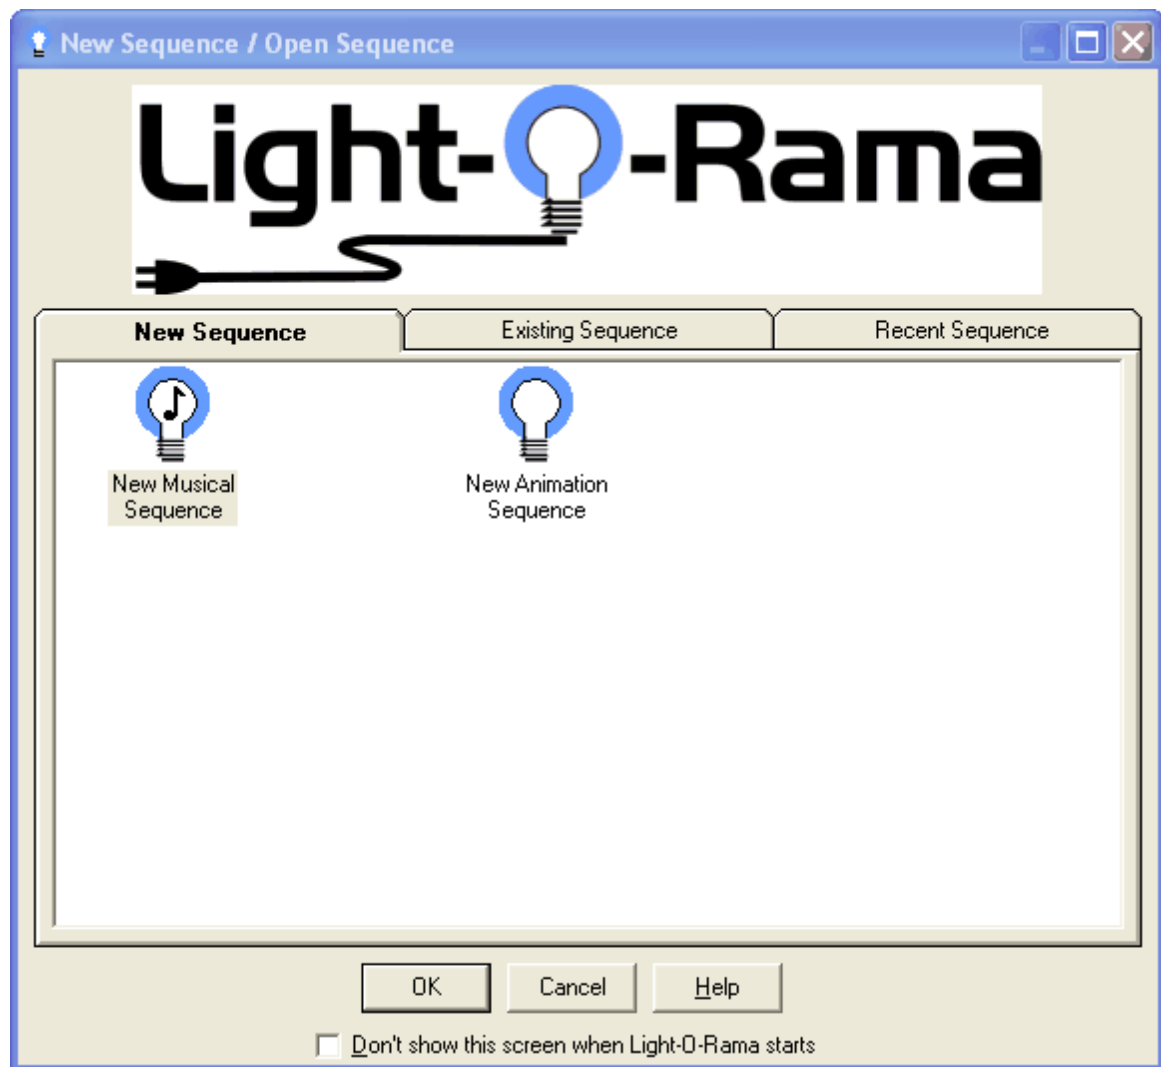 New Sequence / Open Sequence
Light-O-Rama
New Sequence
Existing Sequence
Recent Sequence
New Musical
Sequence
New Animation
Sequence
OK
Cancel
Help
Don't show this screen when Light-O-Rama starts